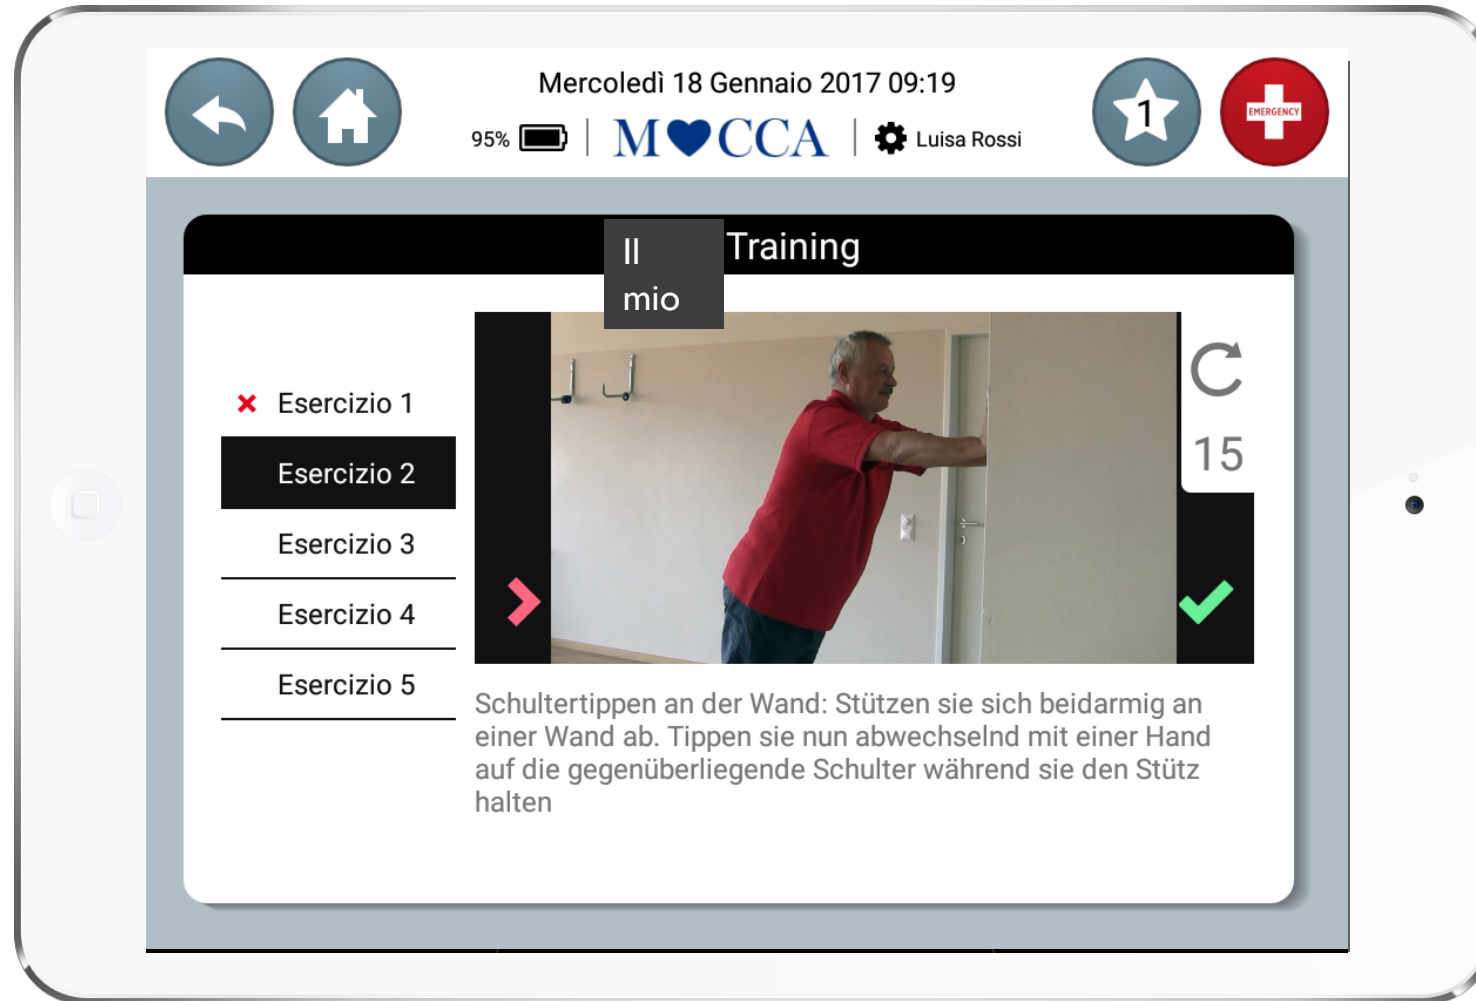 Mercoledì 18 Gennaio 2017 09:19
95%
M CCA
Luisa Rossi
1
EMERGENCY
Il
mio
Training
Esercizio 1
Esercizio 2
Esercizio 3
Esercizio 4
Esercizio 5
15
Schultertippen an der Wand: Stützen sie sich beidarmig an
einer Wand ab. Tippen sie nun abwechselnd mit einer Hand
auf die gegenüberliegende Schulter während sie den Stütz
halten